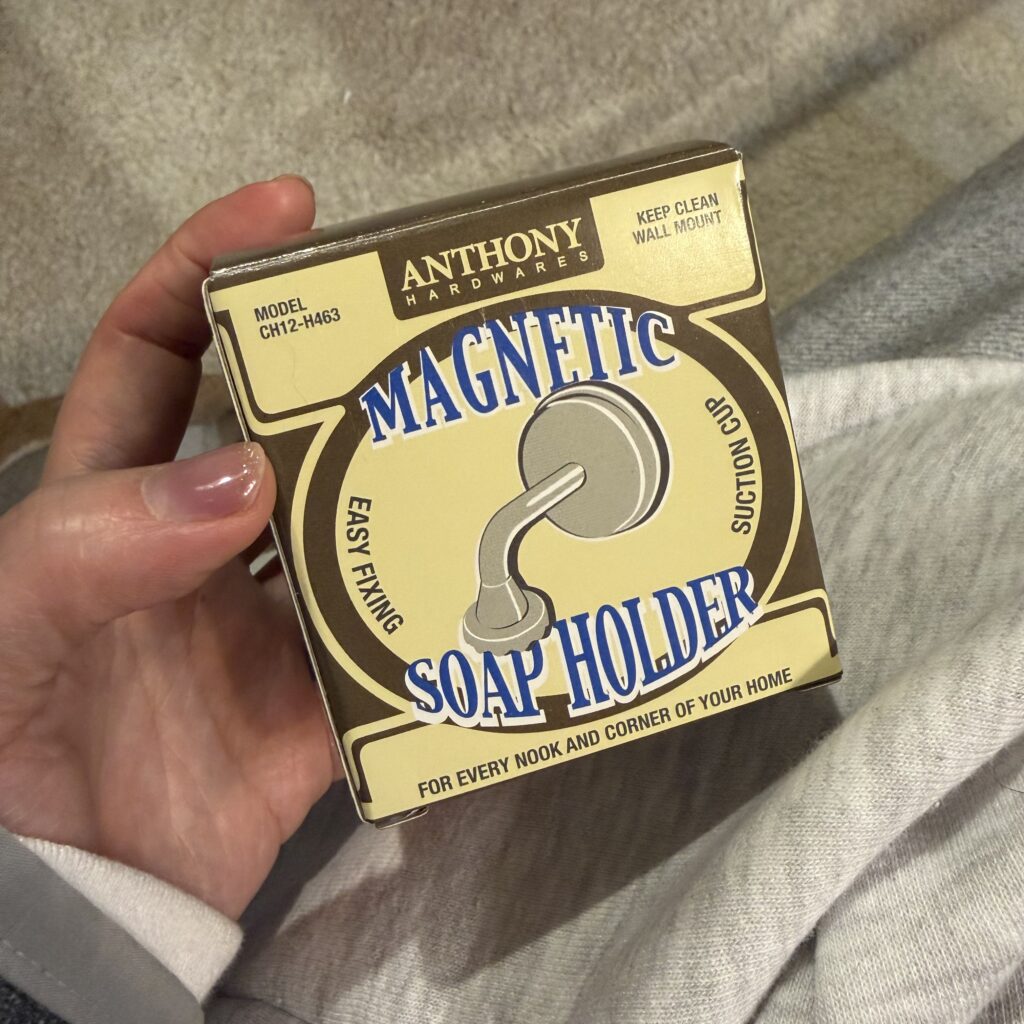 ANTHONY
HARDWARES
KEEP CLEAN
WALL MOUNT
MODEL
CH12-H463
MAGNETIC
EASY FIXING
SUCTION CUP
SOAP HOLDER
FOR EVERY NOOK AND CORNER OF YOUR HOME